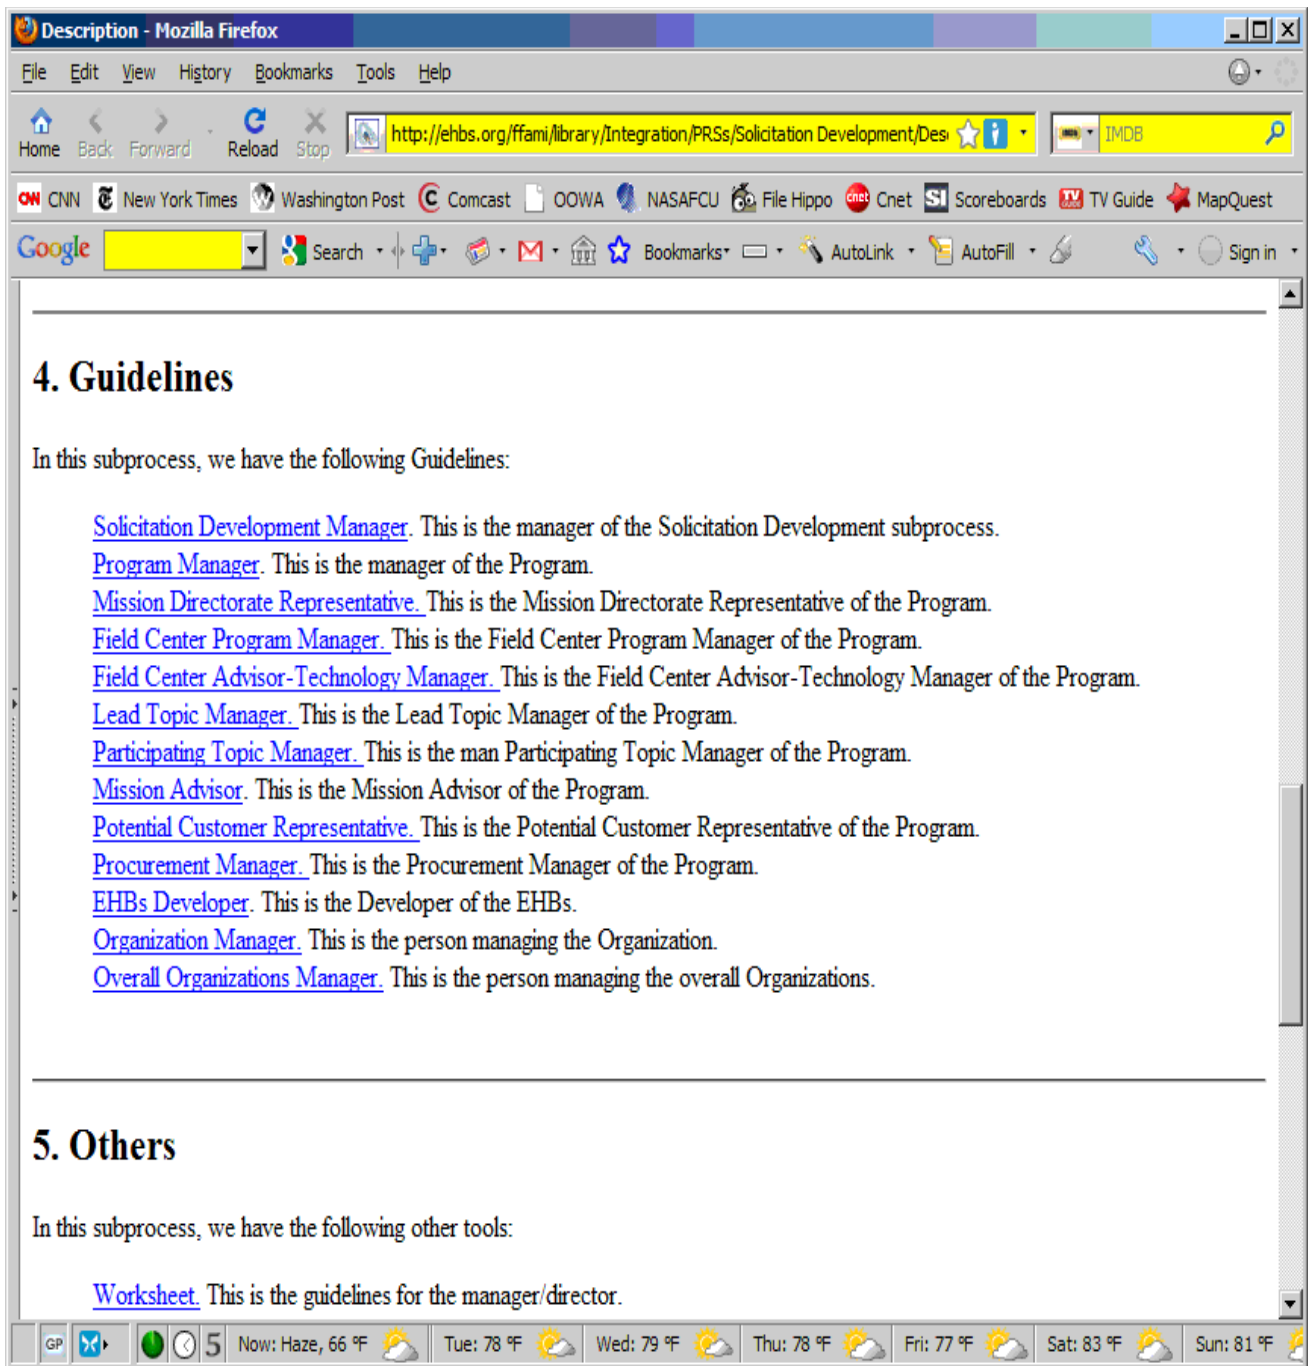 Description - Mozilla Firefox
File Edit View History Bookmarks Tools Help
Home Back Forward Reload Stop http://ehbs.org/ffami/library/Integration/PRSs/Solicitation Development/Des IMDB
CNN New York Times Washington Post Comcast OOWA NASAFCU File Hippo Cnet SI Scoreboards TV Guide MapQuest
Google Search Bookmarks AutoLink AutoFill Sign in
4. Guidelines
In this subprocess, we have the following Guidelines:
Solicitation Development Manager. This is the manager of the Solicitation Development subprocess.
Program Manager. This is the manager of the Program.
Mission Directorate Representative. This is the Mission Directorate Representative of the Program.
Field Center Program Manager. This is the Field Center Program Manager of the Program.
Field Center Advisor-Technology Manager. This is the Field Center Advisor-Technology Manager of the Program.
Lead Topic Manager. This is the Lead Topic Manager of the Program.
Participating Topic Manager. This is the man Participating Topic Manager of the Program.
Mission Advisor. This is the Mission Advisor of the Program.
Potential Customer Representative. This is the Potential Customer Representative of the Program.
Procurement Manager. This is the Procurement Manager of the Program.
EHBs Developer. This is the Developer of the EHBs.
Organization Manager. This is the person managing the Organization.
Overall Organizations Manager. This is the person managing the overall Organizations.
5. Others
In this subprocess, we have the following other tools:
Worksheet. This is the guidelines for the manager/director.
GP 5 Now: Haze, 66 °F Tue: 78 °F Wed: 79 °F Thu: 78 °F Fri: 77 °F Sat: 83 °F Sun: 81 °F